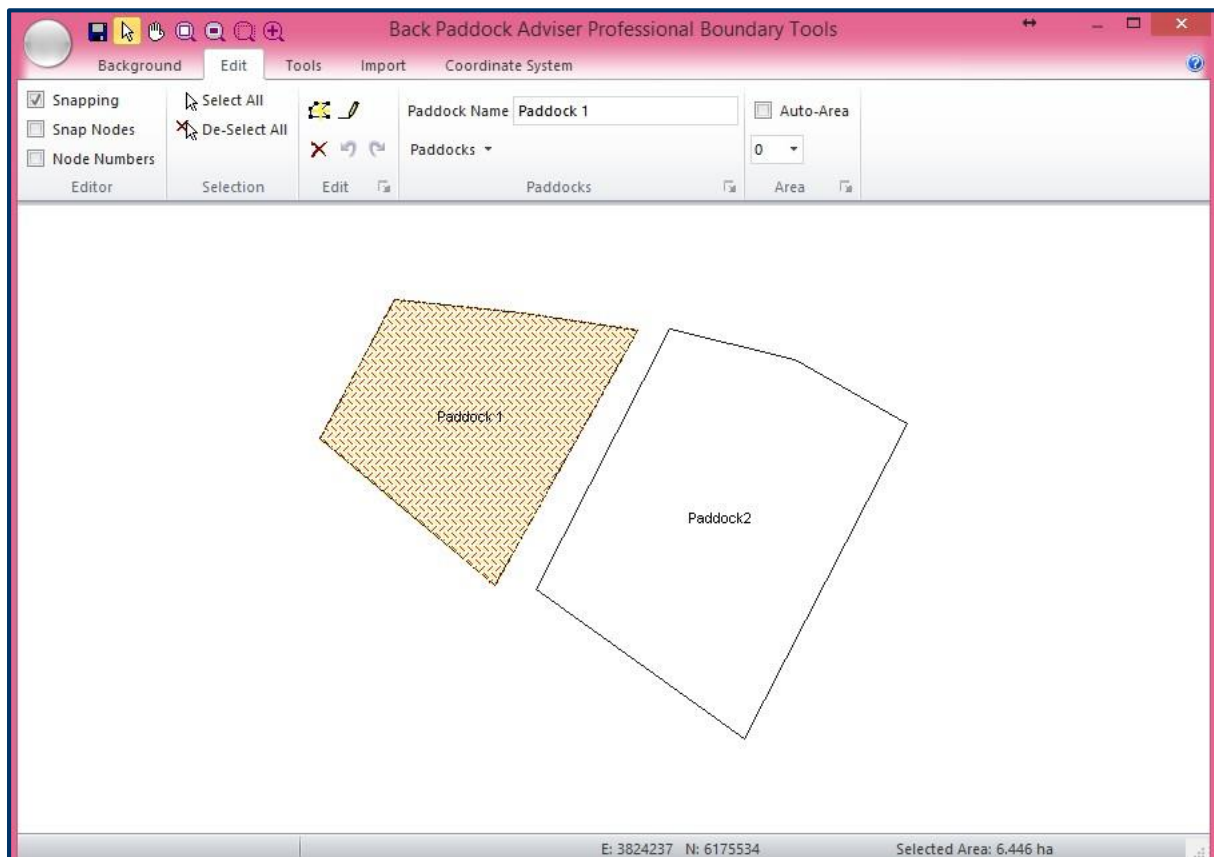 Back Paddock Adviser Professional Boundary Tools
Background Edit Tools Import Coordinate System
Snapping
Snap Nodes
Node Numbers
Editor
Select All
De-Select All
Selection
Edit
Paddock Name Paddock 1
Paddocks
Paddocks
Auto-Area
0
Area
Paddock 1
Paddock2
E: 3824237 N: 6175534 Selected Area: 6.446 ha